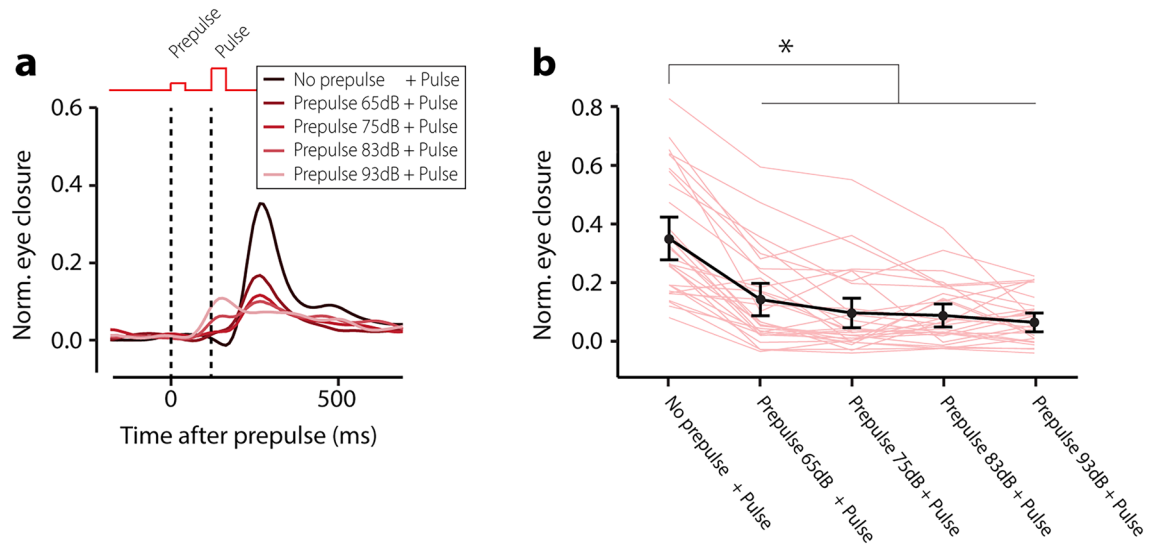 a
Prepulse
Pulse
No prepulse + Pulse
Prepulse 65dB + Pulse
Prepulse 75dB + Pulse
Prepulse 83dB + Pulse
Prepulse 93dB + Pulse
0.6
0.4
0.2
0.0
Norm. eye closure
0
500
Time after prepulse (ms)
b
*
0.8
0.6
0.4
0.2
0.0
Norm. eye closure
No prepulse + Pulse
Prepulse 65dB + Pulse
Prepulse 75dB + Pulse
Prepulse 83dB + Pulse
Prepulse 93dB + Pulse